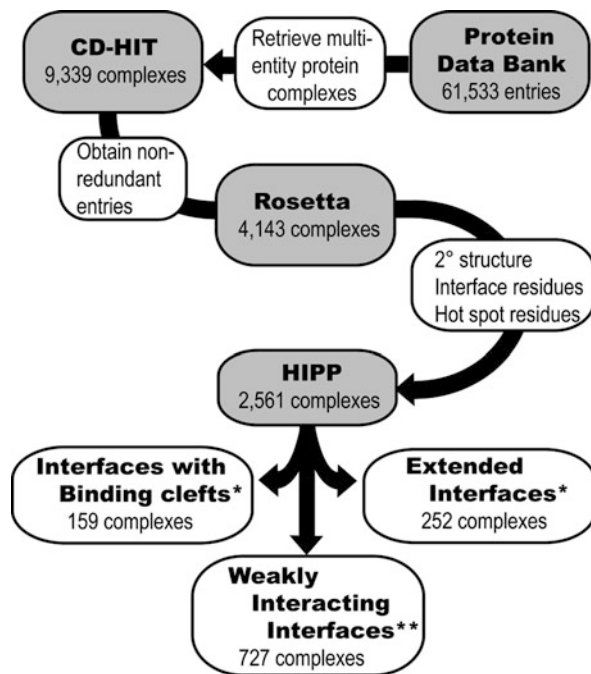 Protein
Data Bank
61,533 entries
Retrieve multi-
entity protein
complexes
CD-HIT
9,339 complexes
Obtain non-
redundant
entries
Rosetta
4,143 complexes
2° structure
Interface residues
Hot spot residues
HIPP
2,561 complexes
Interfaces with
Binding clefts*
159 complexes
Extended
Interfaces*
252 complexes
Weakly
Interacting
Interfaces**
727 complexes